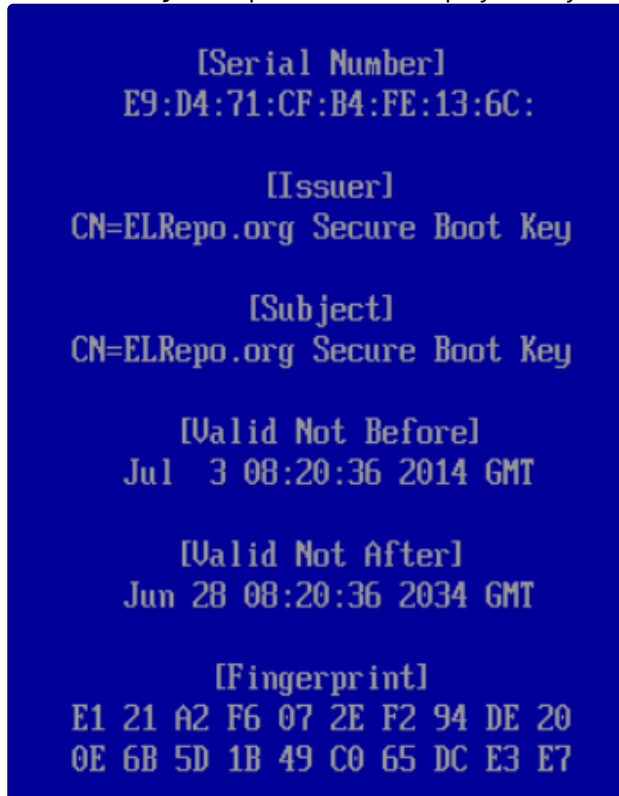 [Serial Number]
E9:D4:71:CF:B4:FE:13:6C:
[Issuer]
CN=ELRepo.org Secure Boot Key
[Subject]
CN=ELRepo.org Secure Boot Key
[Valid Not Before]
Jul  3 08:20:36 2014 GMT
[Valid Not After]
Jun 28 08:20:36 2034 GMT
[Fingerprint]
E1 21 A2 F6 07 2E F2 94 DE 20
0E 6B 5D 1B 49 C0 65 DC E3 E7